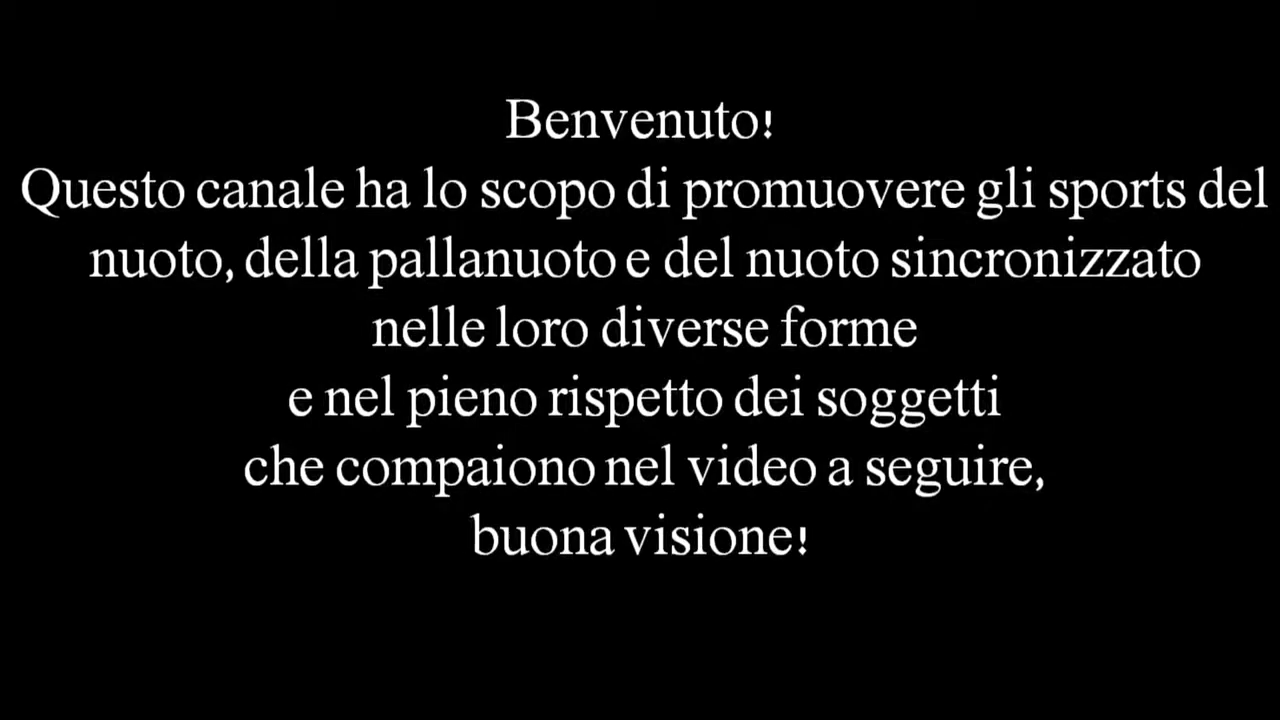 Benvenuto!
Questo canale ha lo scopo di promuovere gli sports del
nuoto, della pallanuoto e del nuoto sincronizzato
nelle loro diverse forme
e nel pieno rispetto dei soggetti
che compaiono nel video a seguire,
buona visione!